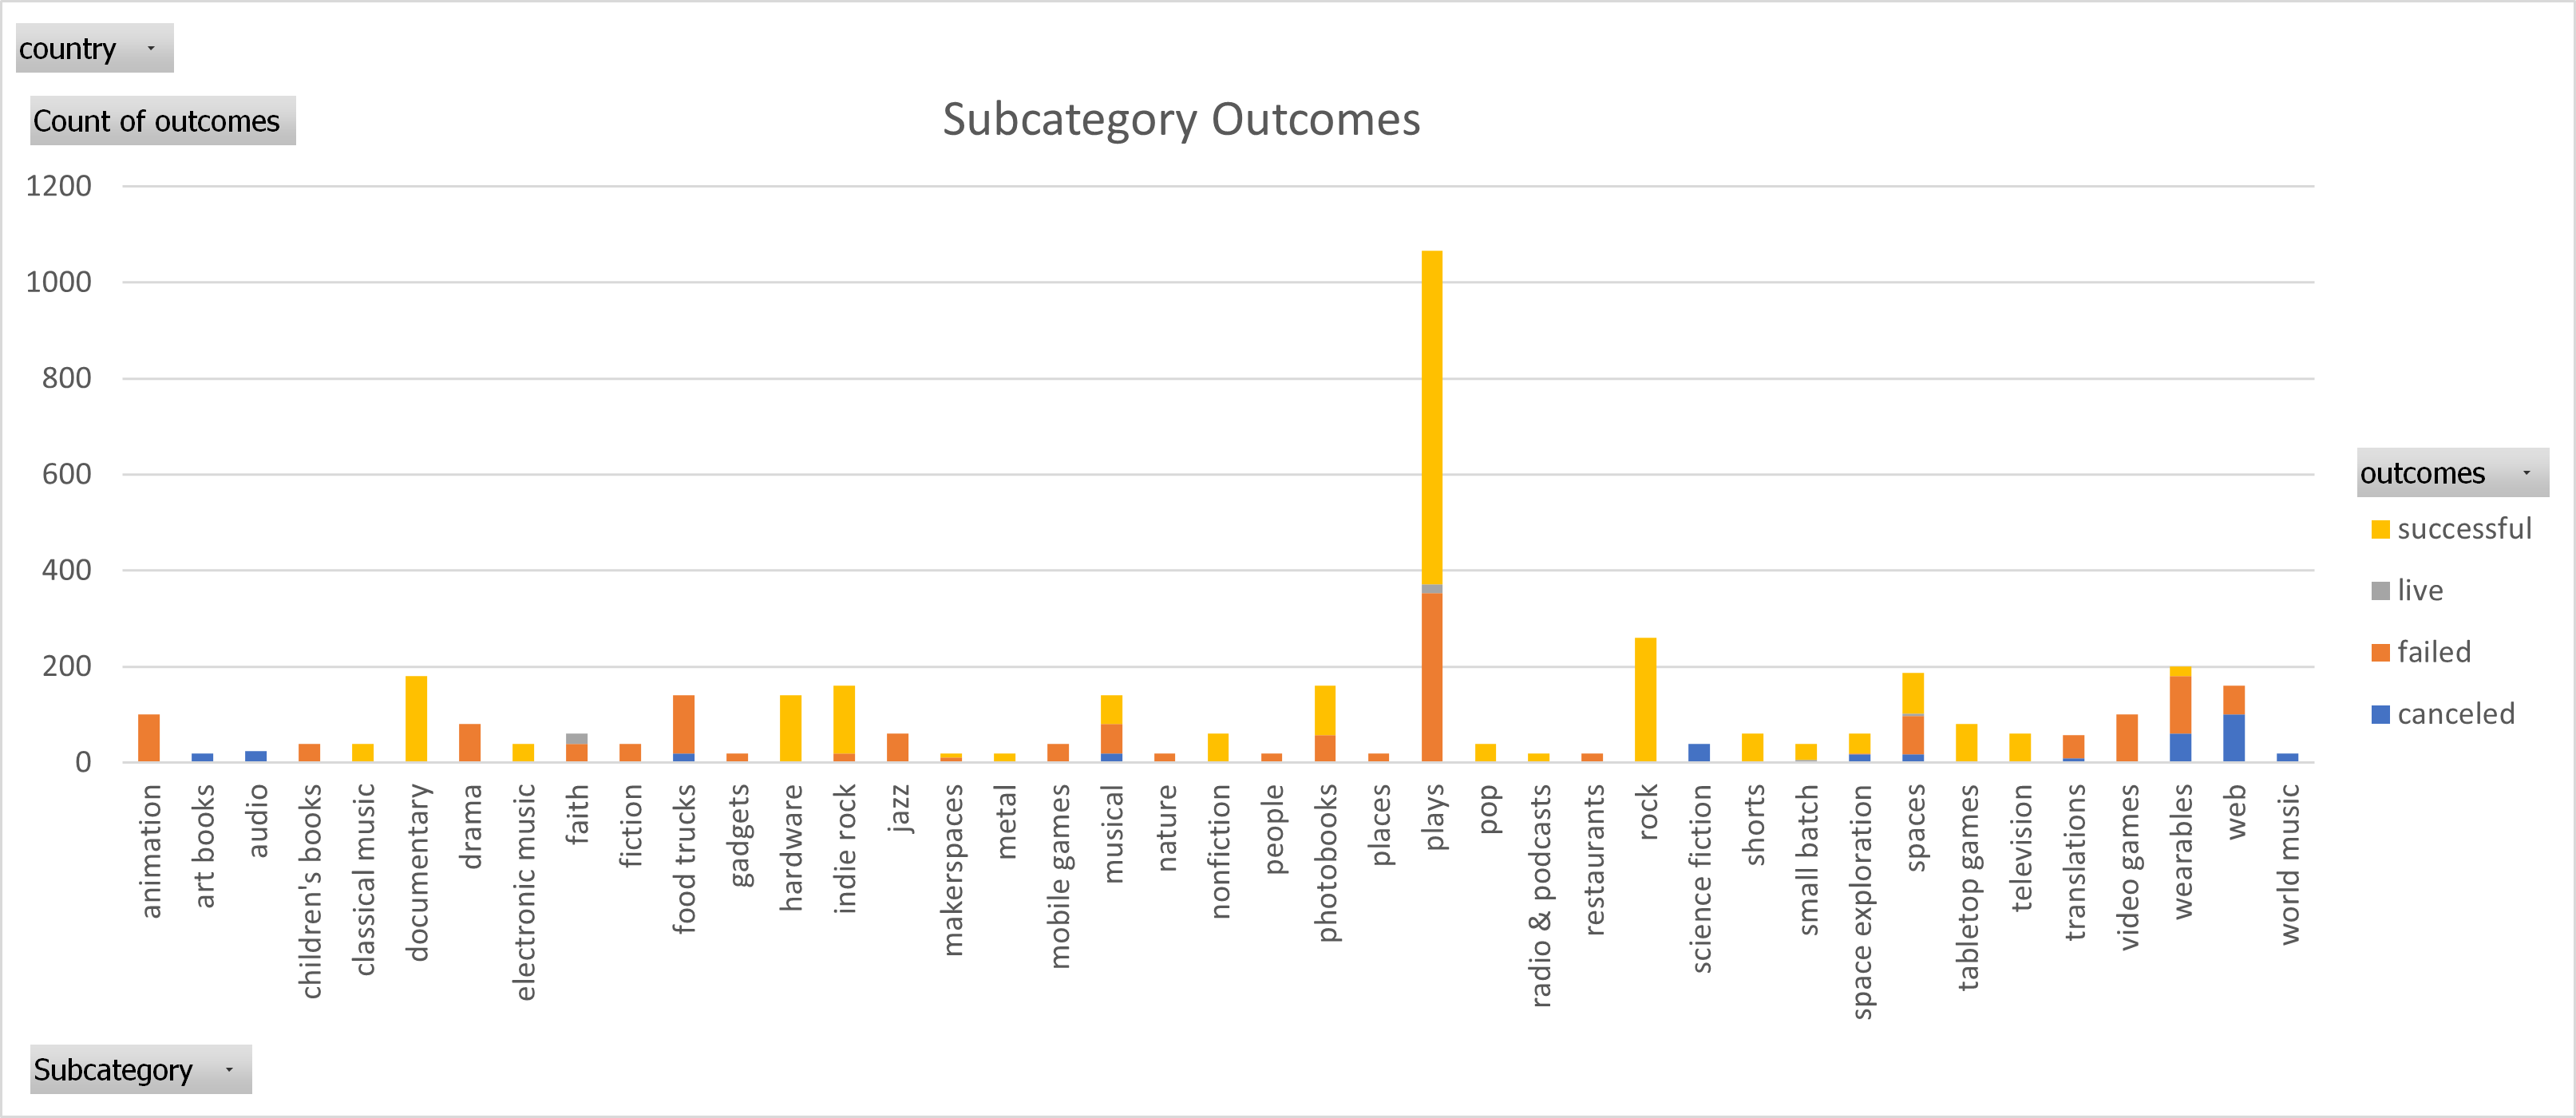 country
Count of outcomes
Subcategory Outcomes
1200
1000
800
600
400
200
0
animation
art books
audio
children's books
classical music
documentary
drama
electronic music
faith
fiction
food trucks
gadgets
hardware
indie rock
jazz
makerspaces
metal
mobile games
musical
nature
nonfiction
people
photobooks
places
plays
pop
radio & podcasts
restaurants
rock
science fiction
shorts
small batch
space exploration
spaces
tabletop games
television
translations
video games
wearables
web
world music
outcomes
successful
live
failed
canceled
Subcategory